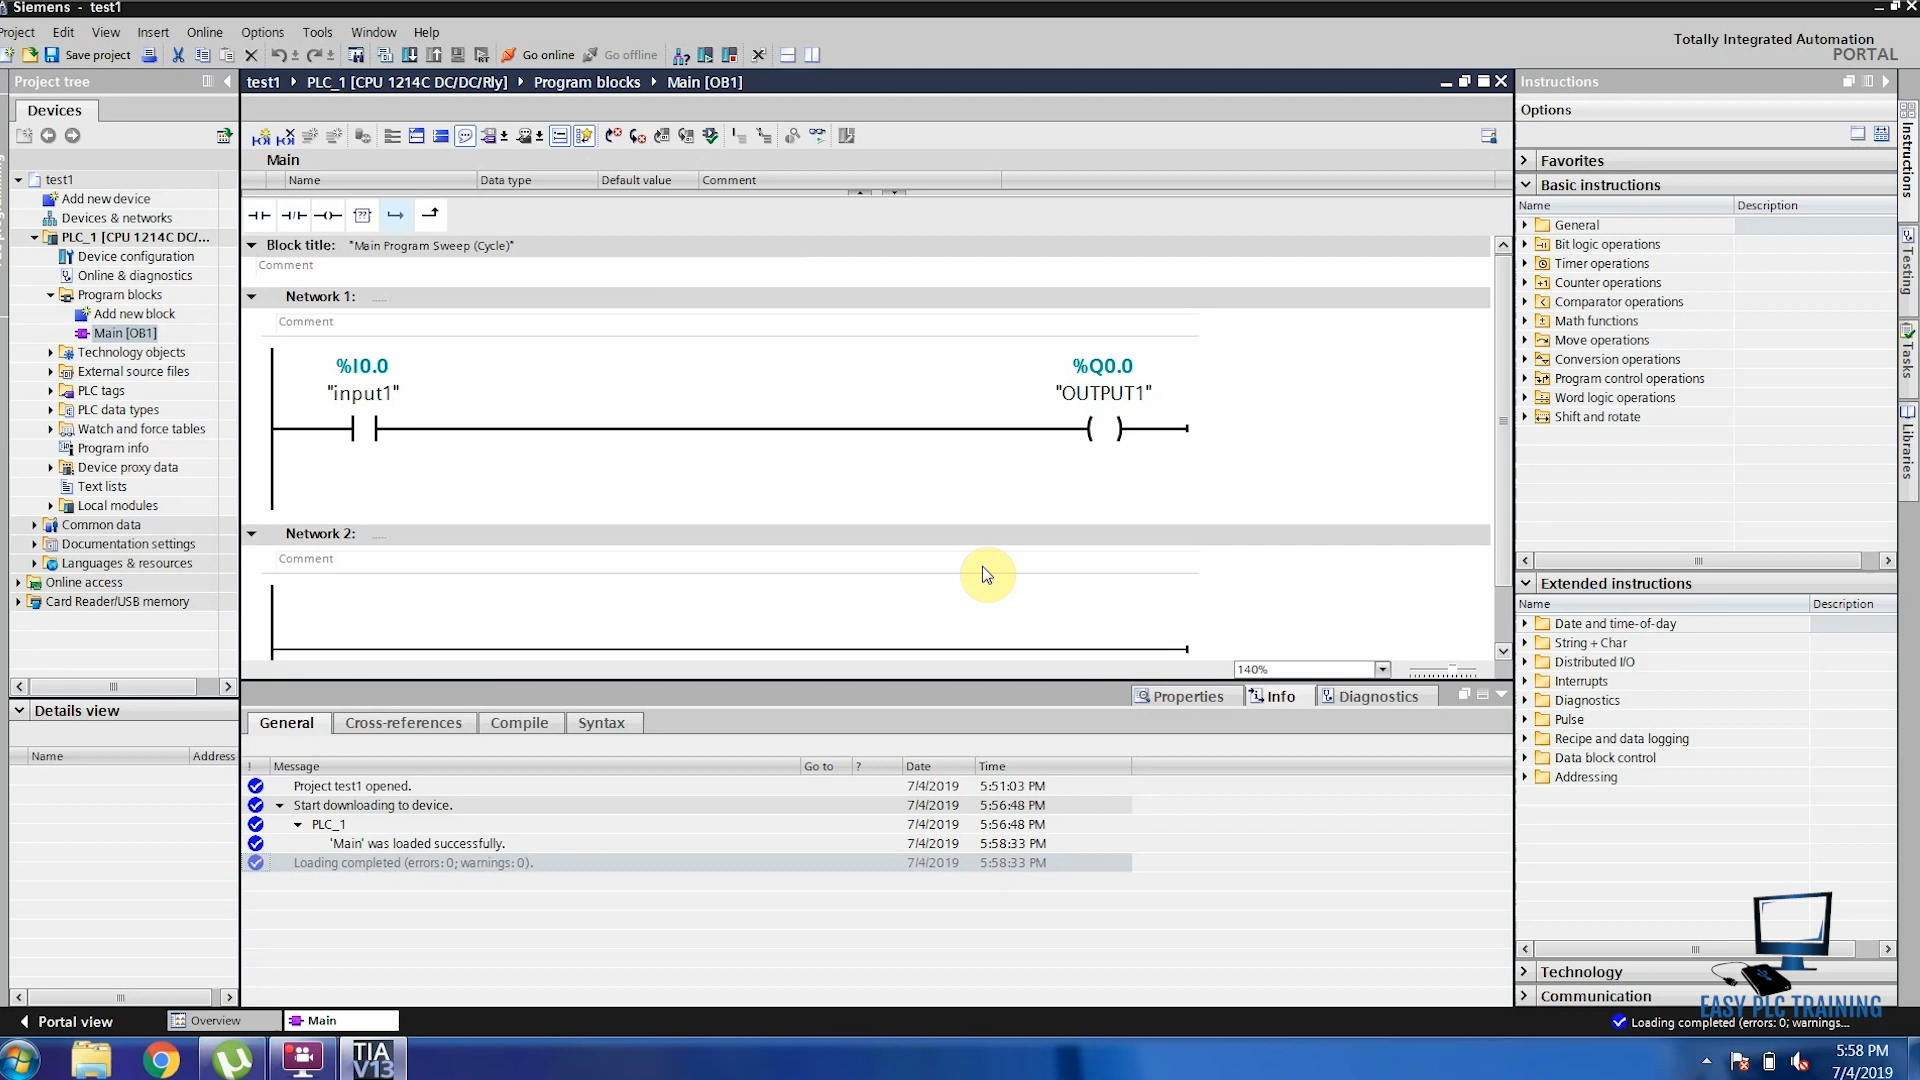 Siemens - test1
Project Edit View Insert Online Options Tools Window Help
Save project
Go online
Go offline
Totally Integrated Automation
PORTAL
Project tree
Devices
test1
Add new device
Devices & networks
PLC_1 [CPU 1214C DC/...
Device configuration
Online & diagnostics
Program blocks
Add new block
Main [OB1]
Technology objects
External source files
PLC tags
PLC data types
Watch and force tables
Program info
Device proxy data
Text lists
Local modules
Common data
Documentation settings
Languages & resources
Online access
Card Reader/USB memory
Details view
Name Address
test1 PLC_1 [CPU 1214C DC/DC/Rly] Program blocks Main [OB1]
Main
Name Data type Default value Comment
??
Block title: "Main Program Sweep (Cycle)"
Comment
Network 1: .....
Comment
%I0.0 %Q0.0
"input1" "OUTPUT1"
Network 2: .....
Comment
140%
Properties Info Diagnostics
General Cross-references Compile Syntax
! Message Go to ? Date Time
Project test1 opened. 7/4/2019 5:51:03 PM
Start downloading to device. 7/4/2019 5:56:48 PM
PLC_1 7/4/2019 5:56:48 PM
'Main' was loaded successfully. 7/4/2019 5:58:33 PM
Loading completed (errors: 0; warnings: 0). 7/4/2019 5:58:33 PM
Instructions
Options
Favorites
Basic instructions
Name Description
General
Bit logic operations
Timer operations
Counter operations
Comparator operations
Math functions
Move operations
Conversion operations
Program control operations
Word logic operations
Shift and rotate
Extended instructions
Name Description
Date and time-of-day
String + Char
Distributed I/O
Interrupts
Diagnostics
Pulse
Recipe and data logging
Data block control
Addressing
Technology
Communication
Instructions
Testing
Tasks
Libraries
EASY PLC TRAINING
Portal view
Overview
Main
Loading completed (errors: 0; warnings...
TIA
V13
5:58 PM
7/4/2019